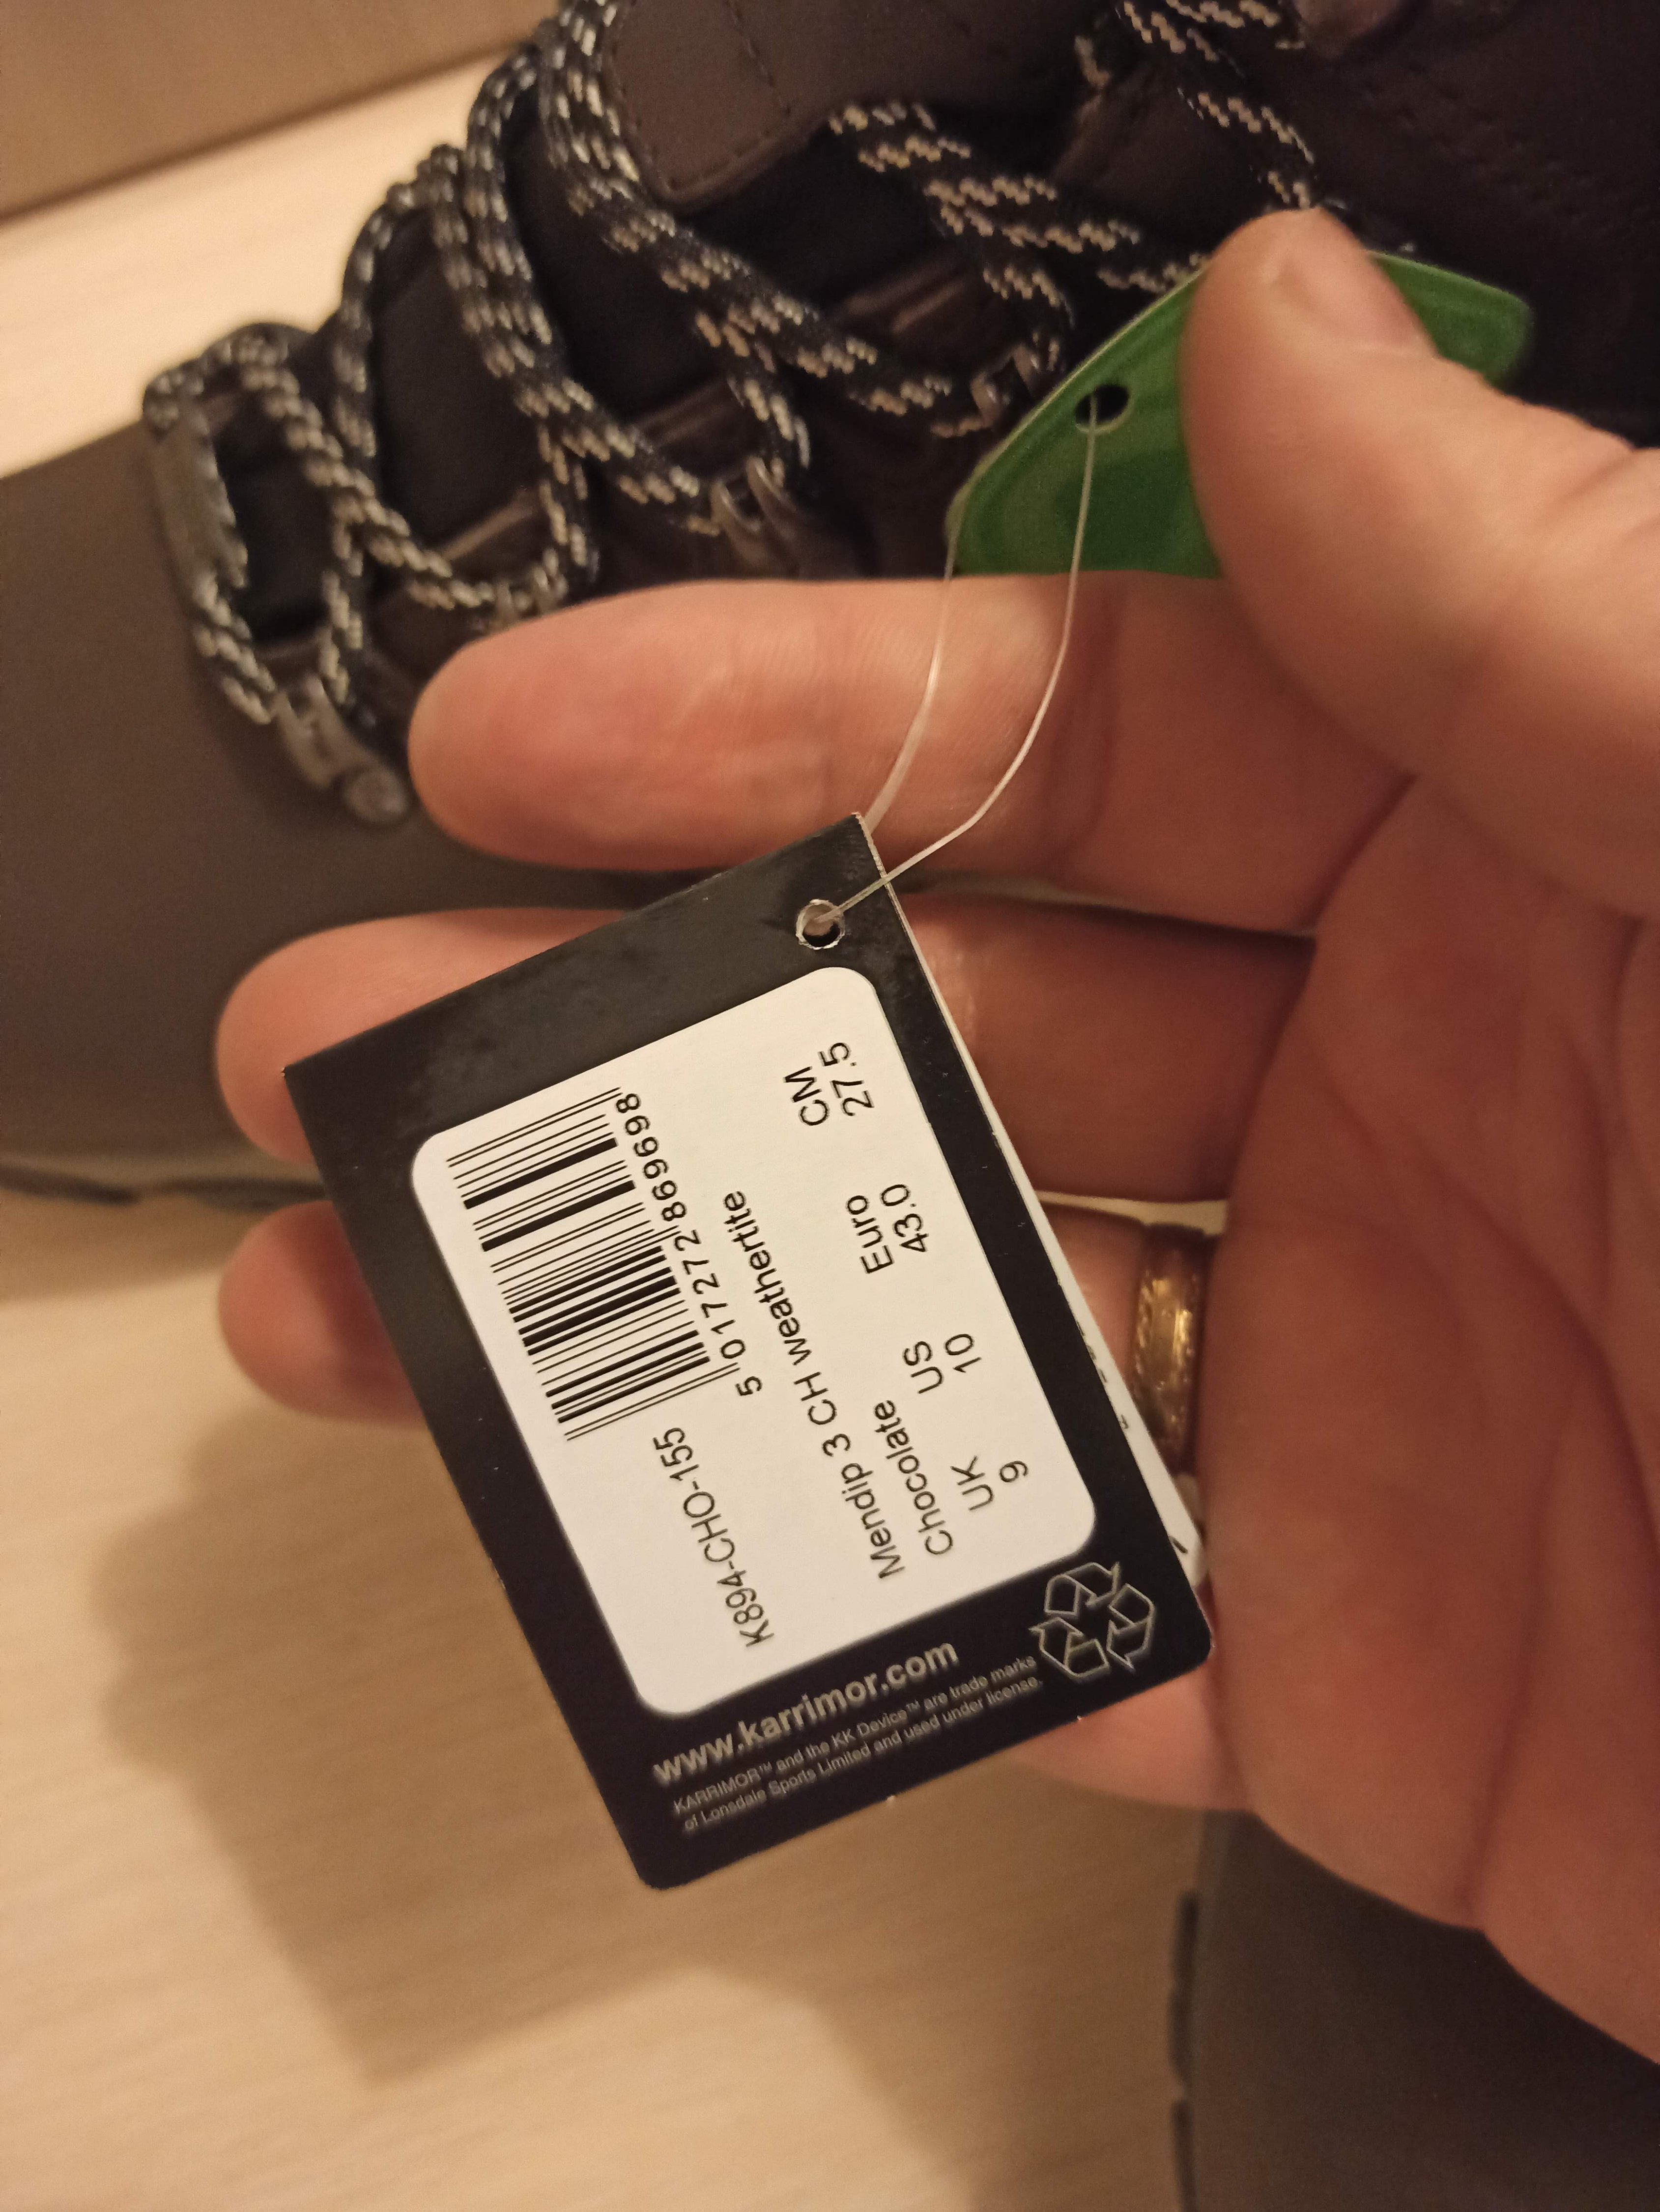 5 017272 869698
K894-CHO-155
Mendip 3 CH weathertite
Chocolate
UK US Euro CM
9 10 43.0 27.5
www.karrimor.com
KARRIMOR™ and the KK Device™ are trade marks
of Lonsdale Sports Limited and used under license.